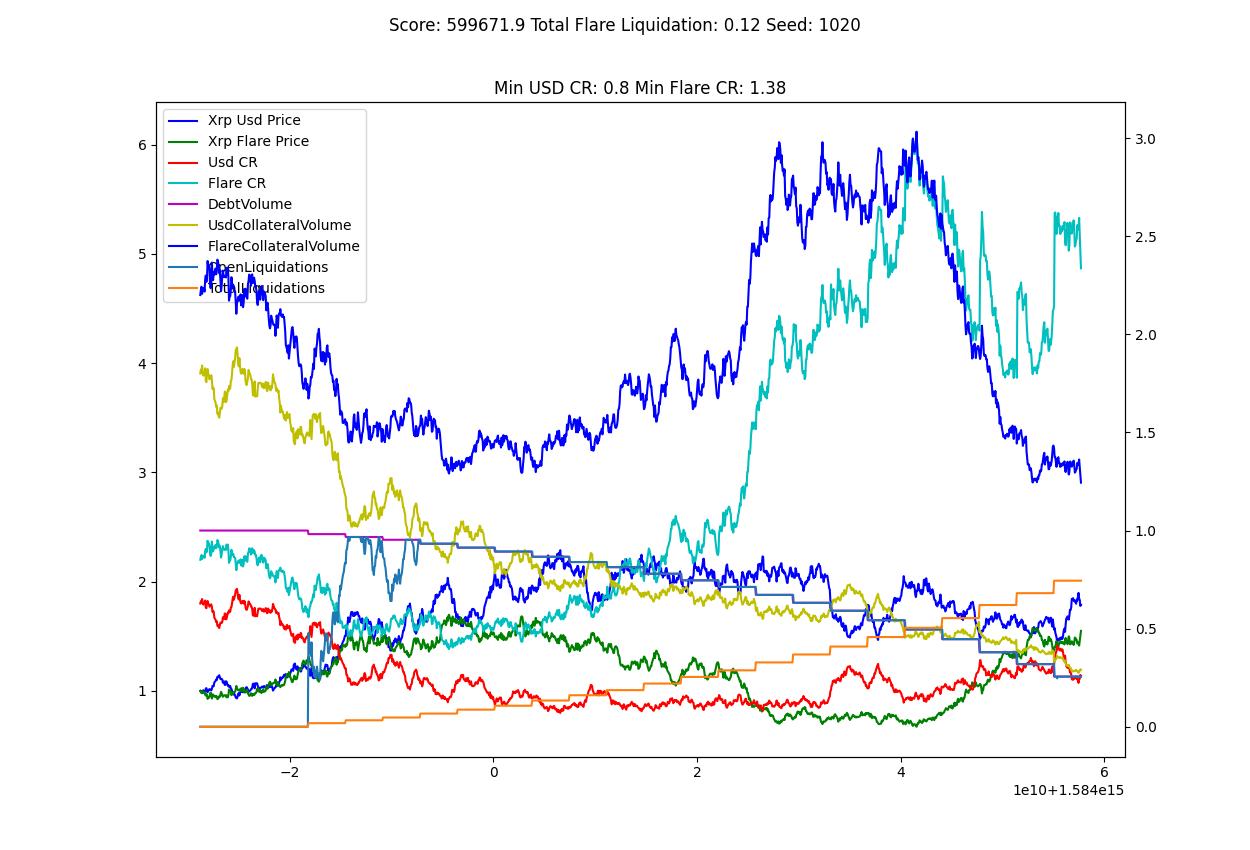 Score: 599671.9 Total Flare Liquidation: 0.12 Seed: 1020
Min USD CR: 0.8 Min Flare CR: 1.38
Xrp Usd Price
Xrp Flare Price
Usd CR
Flare CR
DebtVolume
UsdCollateralVolume
FlareCollateralVolume
OpenLiquidations
TotalLiquidations
6
5
4
3
2
1
3.0
2.5
2.0
1.5
1.0
0.5
0.0
−2
0
2
4
6
1e10+1.584e15